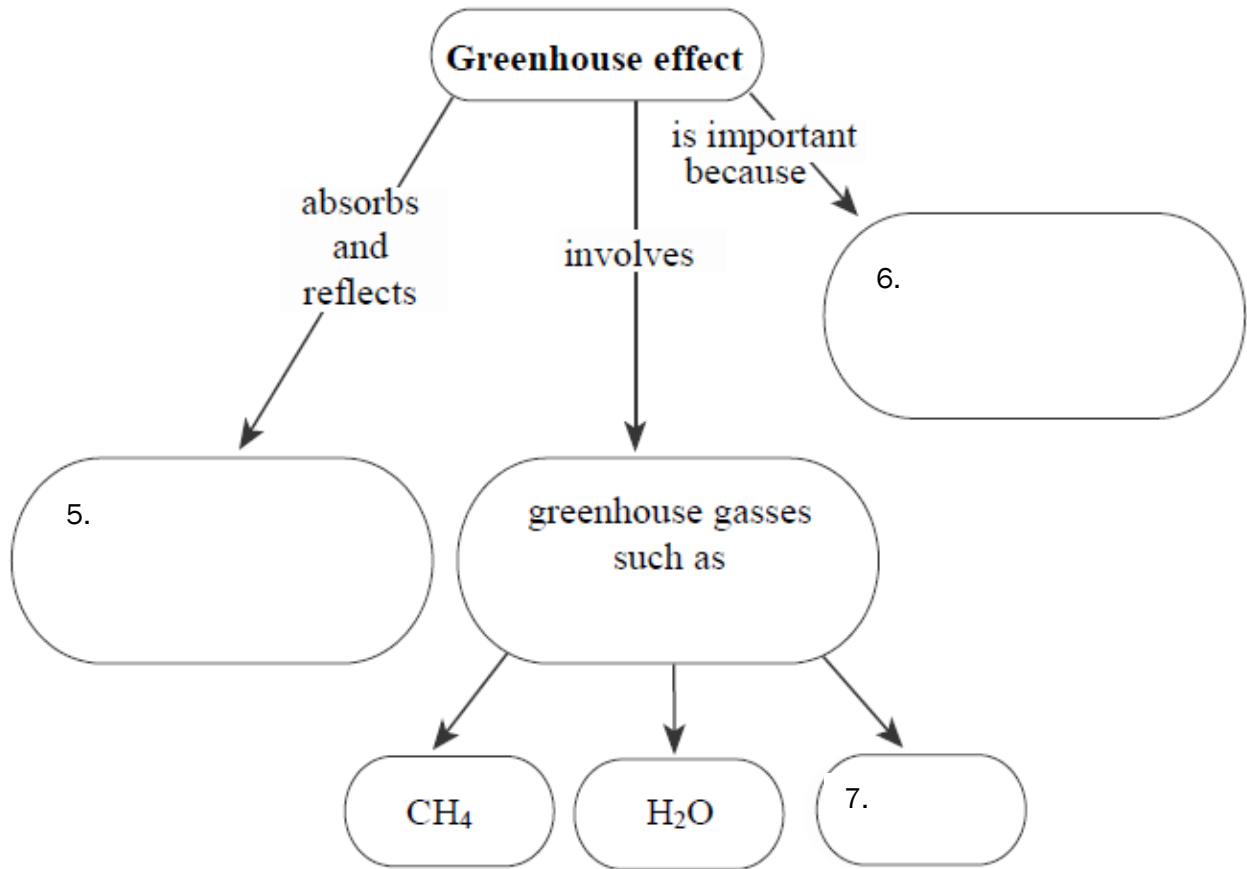 Greenhouse effect
is important
because
absorbs
and
reflects
involves
6.
5.
greenhouse gasses
such as
CH₄
H₂O
7.